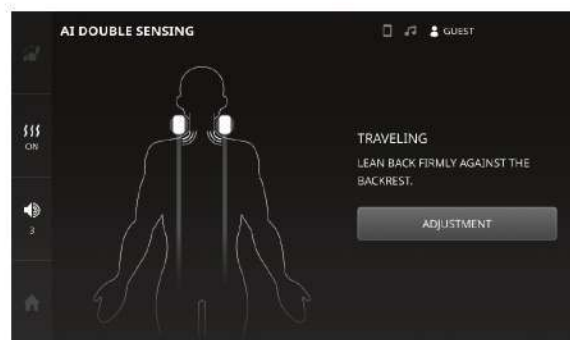 AI DOUBLE SENSING
GUEST
ON
TRAVELING
LEAN BACK FIRMLY AGAINST THE
BACKREST.
3
ADJUSTMENT